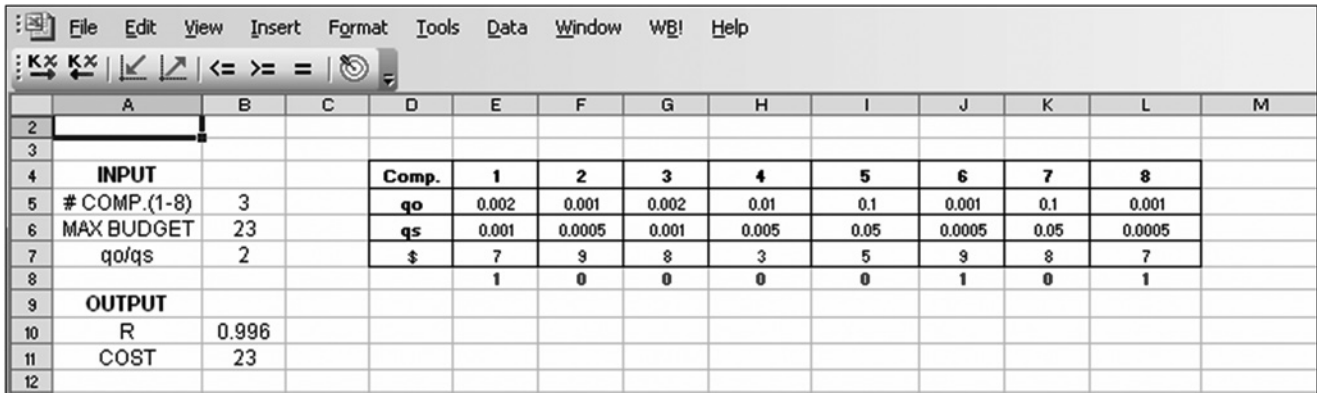 File Edit View Insert Format Tools Data Window WB! Help
K% K% <= >= =
A B C D E F G H I J K L M
2
3
4 INPUT Comp. 1 2 3 4 5 6 7 8
5 # COMP.(1-8) 3 qo 0.002 0.001 0.002 0.01 0.1 0.001 0.1 0.001
6 MAX BUDGET 23 qs 0.001 0.0005 0.001 0.005 0.05 0.0005 0.05 0.0005
7 qo/qs 2 $ 7 9 8 3 5 9 8 7
8 1 0 0 0 0 1 0 1
9 OUTPUT
10 R 0.996
11 COST 23
12